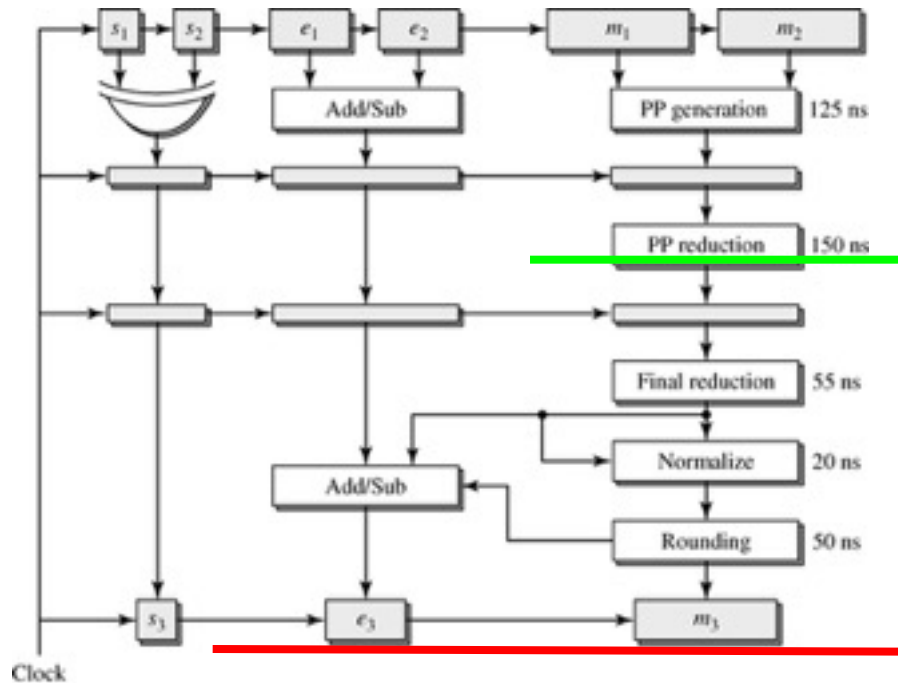 s1 s2 e1 e2 m1 m2
Add/Sub PP generation 125 ns
PP reduction 150 ns
Final reduction 55 ns
Normalize 20 ns
Add/Sub
Rounding 50 ns
s3 e3 m3
Clock